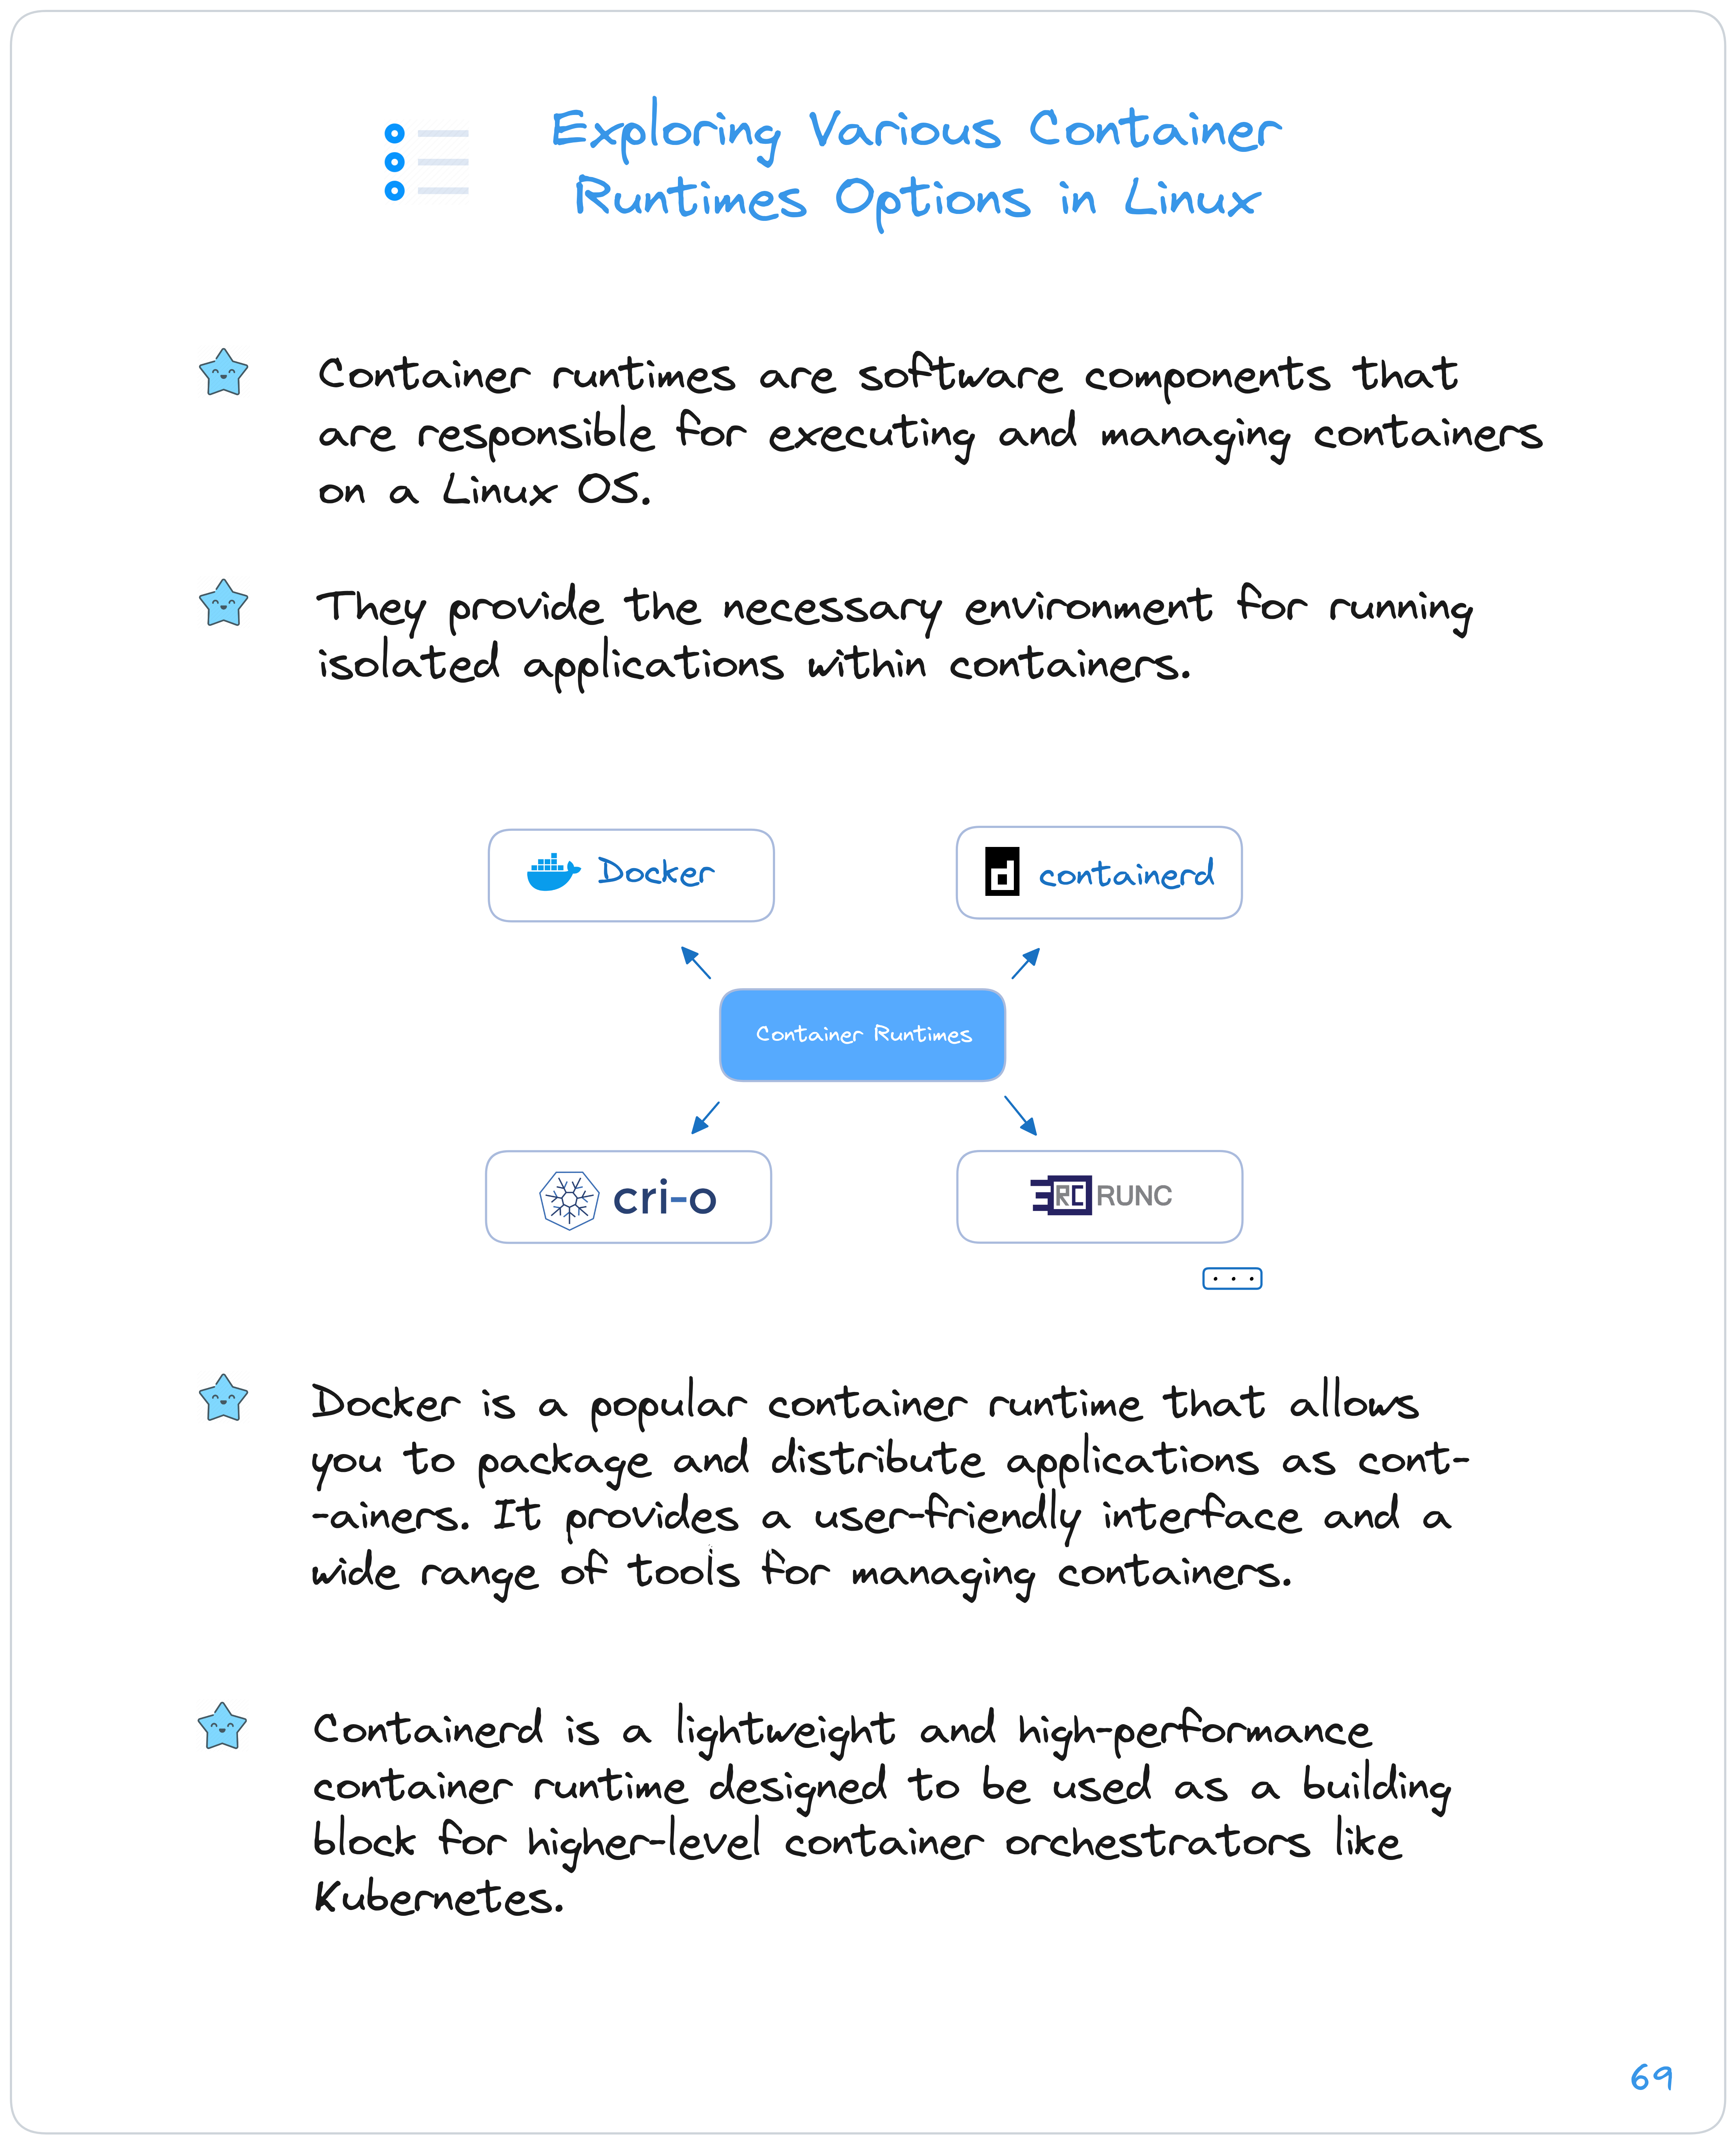 Exploring Various Container
Runtimes Options in Linux
Container runtimes are software components that
are responsible for executing and managing containers
on a Linux OS.
They provide the necessary environment for running
isolated applications within containers.
Docker
containerd
Container Runtimes
cri-o
RC RUNC
. . .
Docker is a popular container runtime that allows
you to package and distribute applications as cont-
-ainers. It provides a user-friendly interface and a
wide range of tools for managing containers.
Containerd is a lightweight and high-performance
container runtime designed to be used as a building
block for higher-level container orchestrators like
Kubernetes.
69